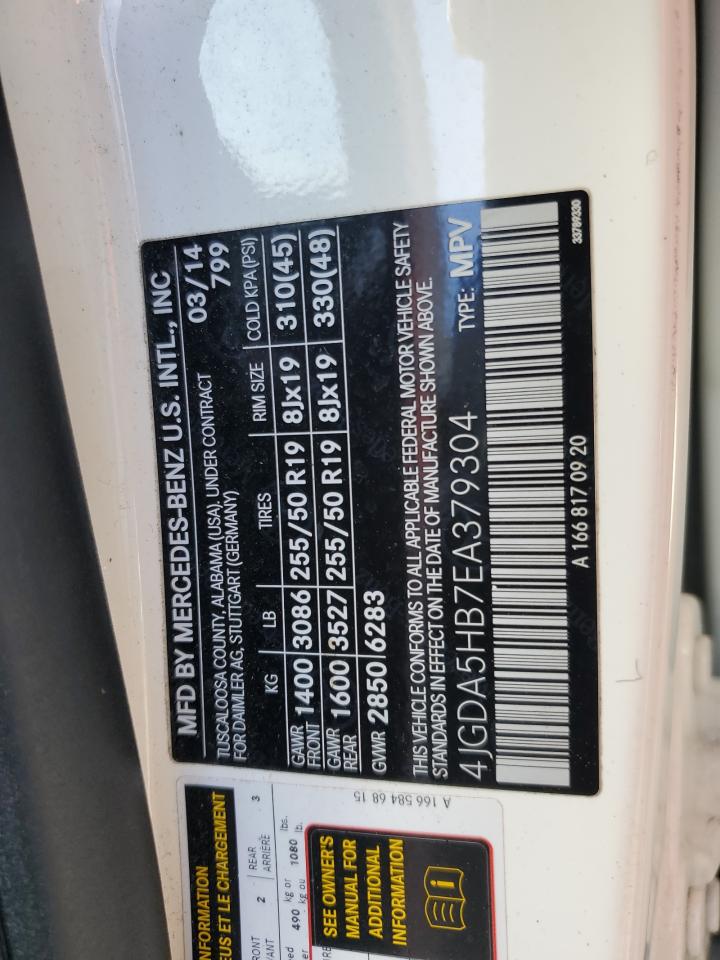 MFD BY MERCEDES-BENZ U.S. INTL., INC
TUSCALOOSA COUNTY, ALABAMA (USA), UNDER CONTRACT 03/14
FOR DAIMLER AG, STUTTGART (GERMANY) 799
KG LB TIRES RIM SIZE COLD KPA (PSI)
GAWR FRONT 1400 3086 255/50 R19 8Jx19 310(45)
GAWR REAR 1600 3527 255/50 R19 8Jx19 330(48)
GVWR 2850 6283
THIS VEHICLE CONFORMS TO ALL APPLICABLE FEDERAL MOTOR VEHICLE SAFETY
STANDARDS IN EFFECT ON THE DATE OF MANUFACTURE SHOWN ABOVE.
4JGDA5HB7EA379304 TYPE: MPV
A 166 817 09 20
33789330
A 166 584 68 15
NFORMATION
EUS ET LE CHARGEMENT
RONT 2 REAR 3
VANT ARRIÈRE
490 kg or 1080 lbs.
kg ou lb.
SEE OWNER'S
MANUAL FOR
ADDITIONAL
INFORMATION